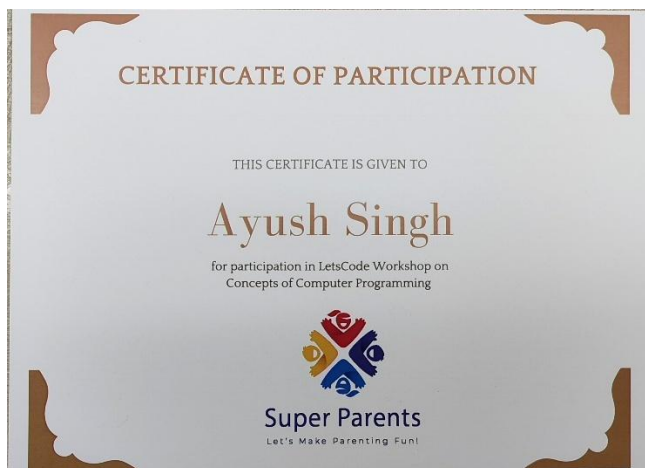 CERTIFICATE OF PARTICIPATION
THIS CERTIFICATE IS GIVEN TO
Ayush Singh
for participation in LetsCode Workshop on
Concepts of Computer Programming
Super Parents
Let's Make Parenting Fun!